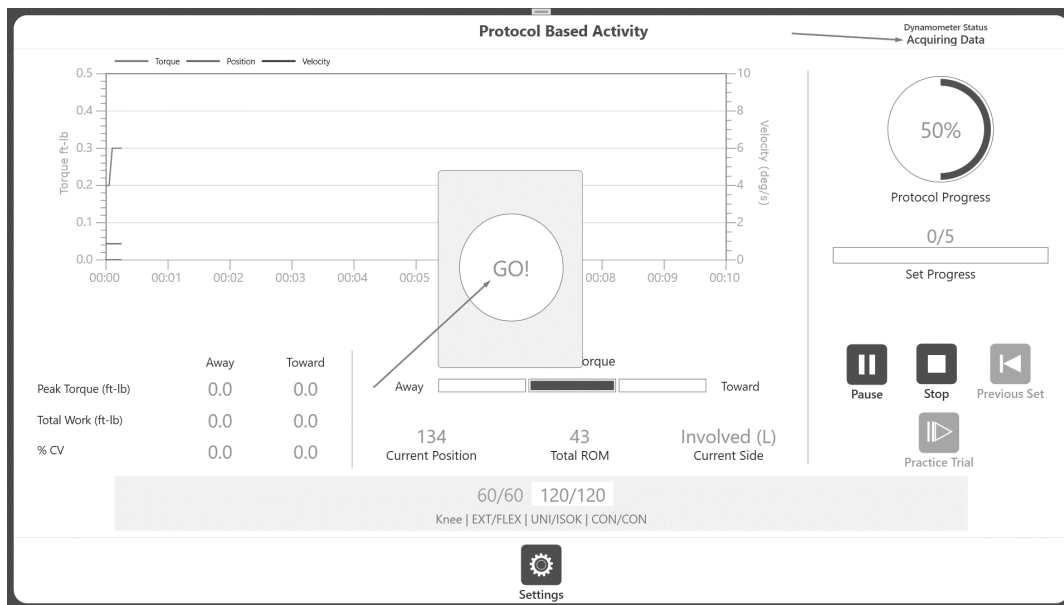 Protocol Based Activity
Dynamometer Status
Acquiring Data
Torque Position Velocity
0.5
0.4
0.3
0.2
0.1
0.0
Torque ft-lb
10
8
6
4
2
0
Velocity (deg/s)
00:00 00:01 00:02 00:03 00:04 00:05 00:08 00:09 00:10
GO!
50%
Protocol Progress
0/5
Set Progress
Away Toward
Peak Torque (ft-lb) 0.0 0.0
Total Work (ft-lb) 0.0 0.0
% CV 0.0 0.0
orque
Away Toward
134 43 Involved (L)
Current Position Total ROM Current Side
Pause Stop Previous Set
Practice Trial
60/60 120/120
Knee | EXT/FLEX | UNI/ISOK | CON/CON
Settings